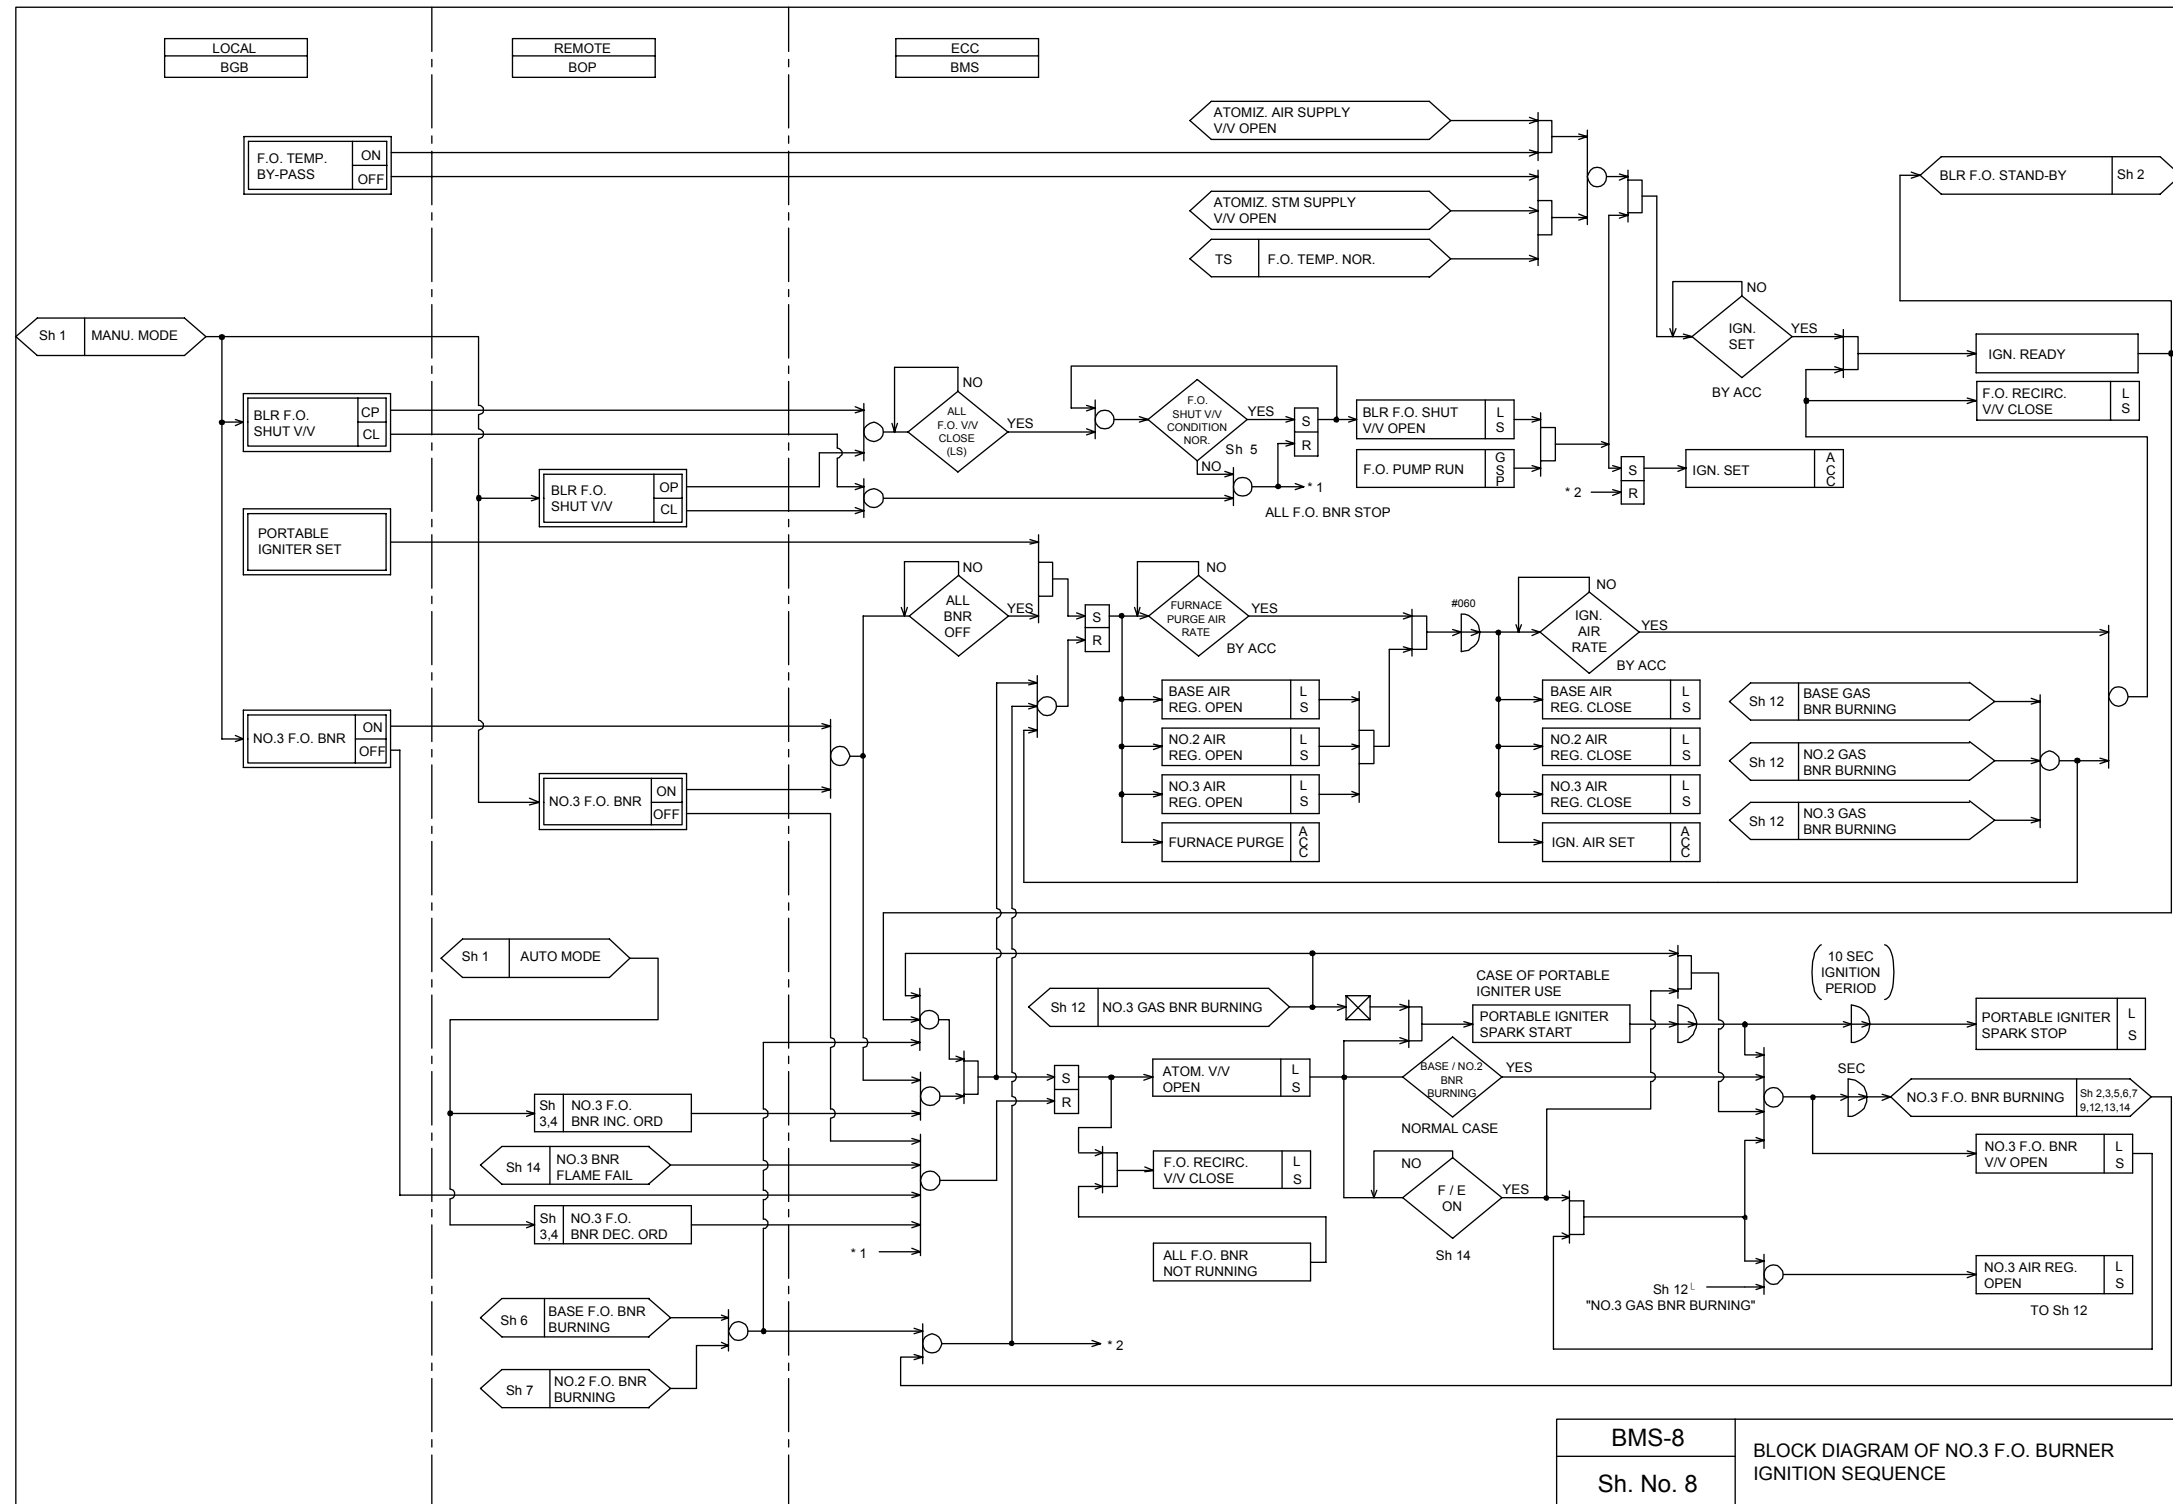 LOCAL
BGB
REMOTE
BOP
ECC
BMS
ATOMIZ. AIR SUPPLY
V/V OPEN
F.O. TEMP.
BY-PASS
ON
OFF
BLR F.O. STAND-BY
Sh 2
ATOMIZ. STM SUPPLY
V/V OPEN
TS
F.O. TEMP. NOR.
NO
IGN.
SET
YES
BY ACC
Sh 1
MANU. MODE
IGN. READY
F.O. RECIRC.
V/V CLOSE
L
S
BLR F.O.
SHUT V/V
CP
CL
NO
ALL
F.O. V/V
CLOSE
(LS)
YES
F.O.
SHUT V/V
CONDITION
NOR.
YES
Sh 5
NO
S
R
BLR F.O. SHUT
V/V OPEN
L
S
F.O. PUMP RUN
G
S
P
* 1
ALL F.O. BNR STOP
* 2
S
R
IGN. SET
A
C
C
BLR F.O.
SHUT V/V
OP
CL
PORTABLE
IGNITER SET
NO
ALL
BNR
OFF
YES
S
R
NO
FURNACE
PURGE AIR
RATE
YES
BY ACC
#060
NO
IGN.
AIR
RATE
YES
BY ACC
BASE AIR
REG. OPEN
L
S
NO.2 AIR
REG. OPEN
L
S
NO.3 AIR
REG. OPEN
L
S
FURNACE PURGE
A
C
C
BASE AIR
REG. CLOSE
L
S
NO.2 AIR
REG. CLOSE
L
S
NO.3 AIR
REG. CLOSE
L
S
IGN. AIR SET
A
C
C
Sh 12
BASE GAS
BNR BURNING
Sh 12
NO.2 GAS
BNR BURNING
Sh 12
NO.3 GAS
BNR BURNING
NO.3 F.O. BNR
ON
OFF
NO.3 F.O. BNR
ON
OFF
Sh 1
AUTO MODE
Sh 12
NO.3 GAS BNR BURNING
CASE OF PORTABLE
IGNITER USE
PORTABLE IGNITER
SPARK START
10 SEC
IGNITION
PERIOD
PORTABLE IGNITER
SPARK STOP
L
S
S
R
ATOM. V/V
OPEN
L
S
BASE / NO.2
BNR
BURNING
YES
NORMAL CASE
SEC
NO.3 F.O. BNR BURNING
Sh 2,3,5,6,7
9,12,13,14
NO.3 F.O. BNR
V/V OPEN
L
S
Sh
3,4
NO.3 F.O.
BNR INC. ORD
Sh 14
NO.3 BNR
FLAME FAIL
Sh
3,4
NO.3 F.O.
BNR DEC. ORD
* 1
F.O. RECIRC.
V/V CLOSE
L
S
NO
F / E
ON
YES
Sh 14
ALL F.O. BNR
NOT RUNNING
Sh 12 L
"NO.3 GAS BNR BURNING"
NO.3 AIR REG.
OPEN
L
S
TO Sh 12
Sh 6
BASE F.O. BNR
BURNING
* 2
Sh 7
NO.2 F.O. BNR
BURNING
BMS-8
Sh. No. 8
BLOCK DIAGRAM OF NO.3 F.O. BURNER
IGNITION SEQUENCE